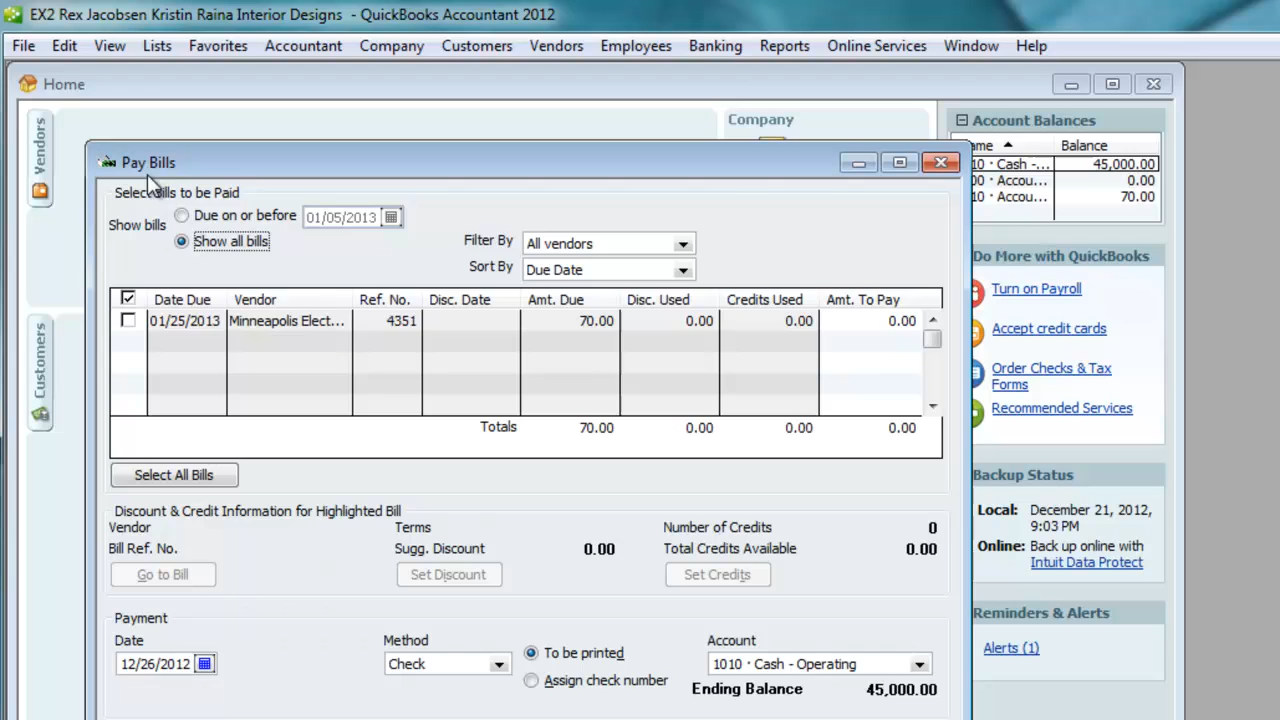 EX2 Rex Jacobsen Kristin Raina Interior Designs - QuickBooks Accountant 2012
File Edit View Lists Favorites Accountant Company Customers Vendors Employees Banking Reports Online Services Window Help
Home
Vendors
Customers
Company
Pay Bills
Select Bills to be Paid
Show bills
Due on or before 01/05/2013
Show all bills
Filter By All vendors
Sort By Due Date
Date Due Vendor Ref. No. Disc. Date Amt. Due Disc. Used Credits Used Amt. To Pay
01/25/2013 Minneapolis Elect... 4351 70.00 0.00 0.00 0.00
Totals 70.00 0.00 0.00 0.00
Select All Bills
Discount & Credit Information for Highlighted Bill
Vendor Terms Number of Credits 0
Bill Ref. No. Sugg. Discount 0.00 Total Credits Available 0.00
Go to Bill Set Discount Set Credits
Payment
Date Method Account
12/26/2012 Check To be printed 1010 · Cash - Operating
Assign check number
Ending Balance 45,000.00
Account Balances
ame Balance
10 · Cash -... 45,000.00
00 · Accou... 0.00
10 · Accou... 70.00
Do More with QuickBooks
Turn on Payroll
Accept credit cards
Order Checks & Tax
Forms
Recommended Services
Backup Status
Local: December 21, 2012,
9:03 PM
Online: Back up online with
Intuit Data Protect
Reminders & Alerts
Alerts (1)